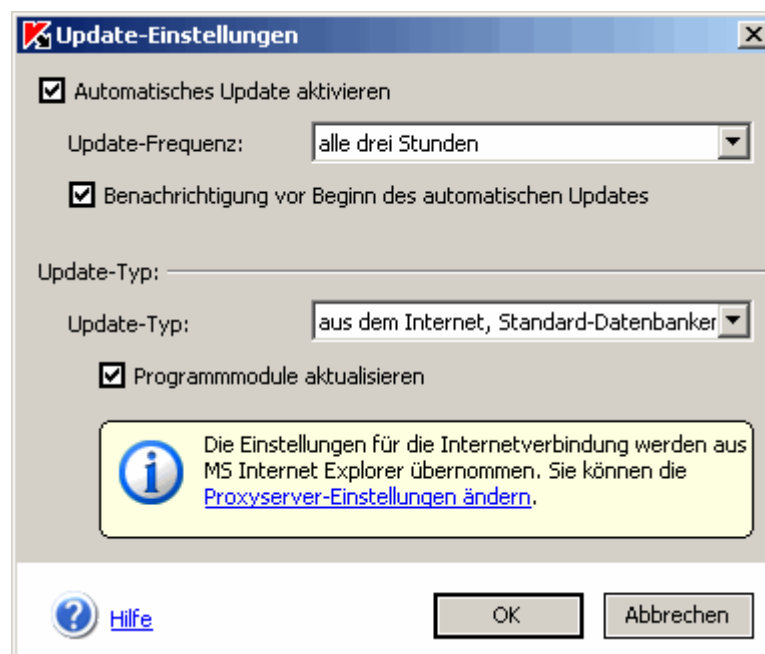 Update-Einstellungen
Automatisches Update aktivieren
Update-Frequenz: alle drei Stunden
Benachrichtigung vor Beginn des automatischen Updates
Update-Typ:
Update-Typ: aus dem Internet, Standard-Datenbanker
Programmmodule aktualisieren
Die Einstellungen für die Internetverbindung werden aus
MS Internet Explorer übernommen. Sie können die
Proxyserver-Einstellungen ändern.
Hilfe OK Abbrechen